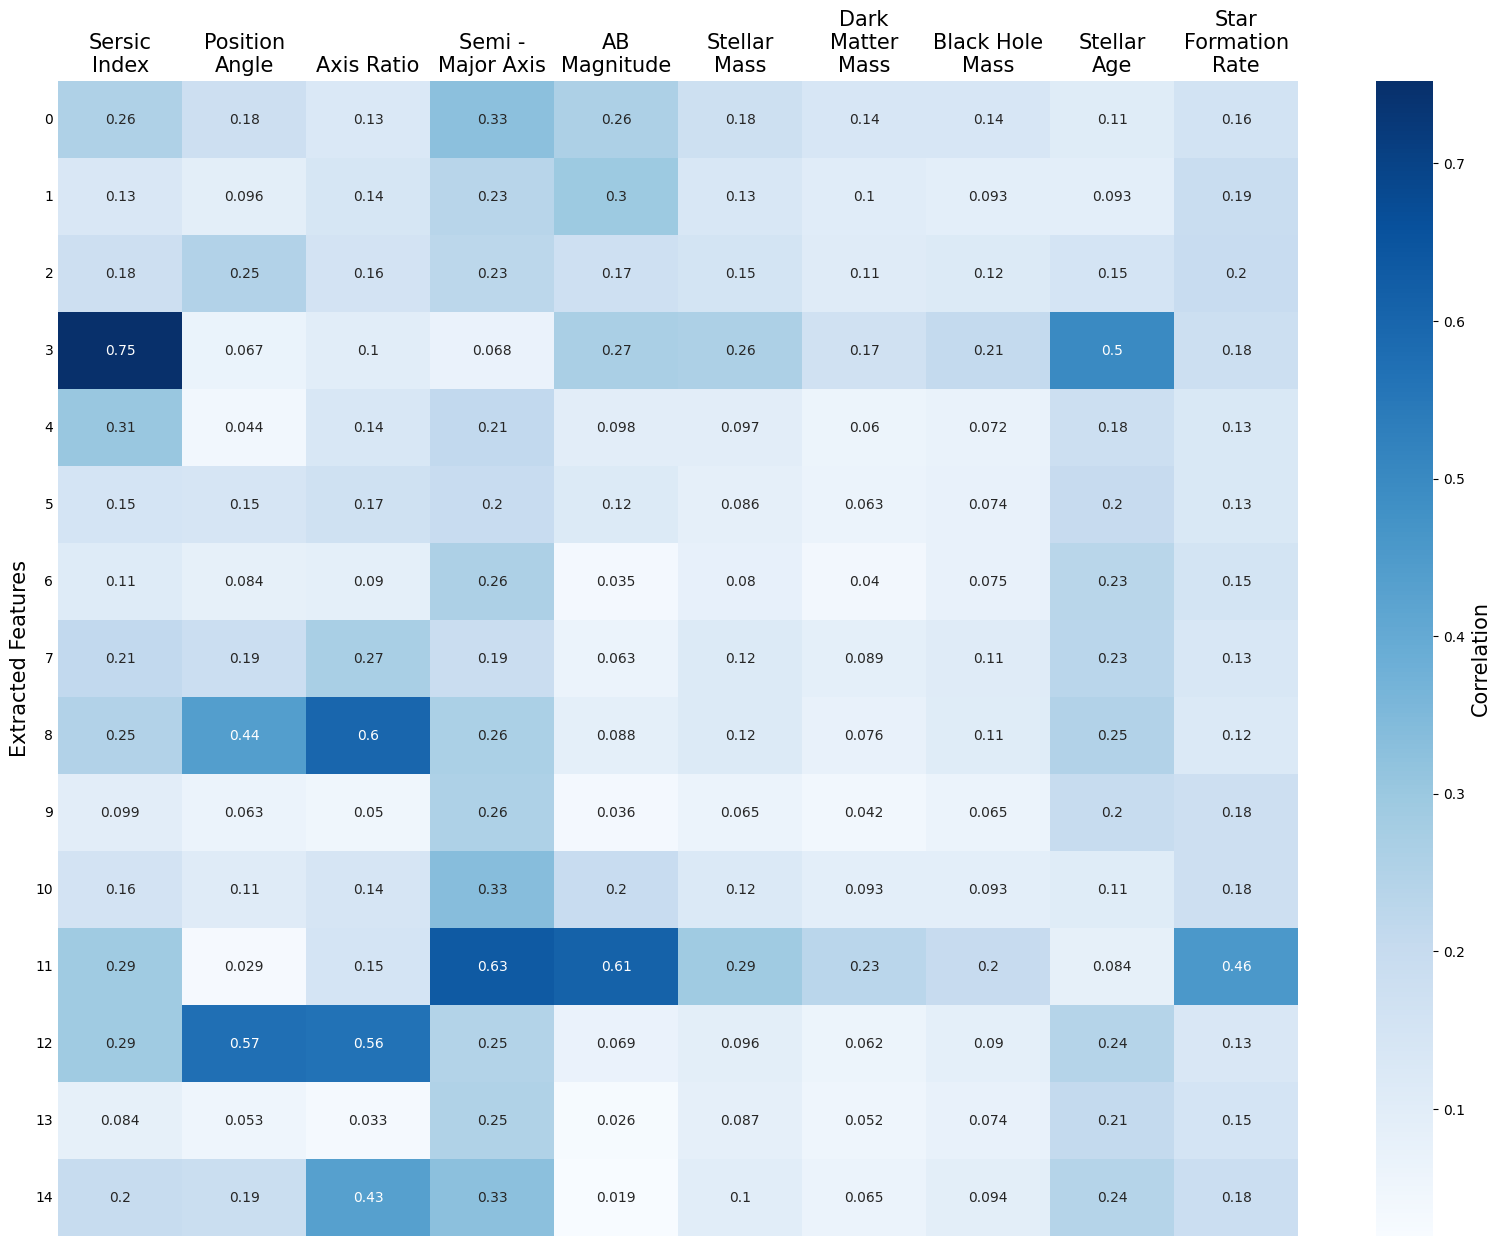 Dark
Star
Sersic Position Semi - AB Stellar Matter Black Hole Stellar Formation
Index Angle Axis Ratio Major Axis Magnitude Mass Mass Mass Age Rate
0 0.26 0.18 0.13 0.33 0.26 0.18 0.14 0.14 0.11 0.16
1 0.13 0.096 0.14 0.23 0.3 0.13 0.1 0.093 0.093 0.19
2 0.18 0.25 0.16 0.23 0.17 0.15 0.11 0.12 0.15 0.2
3 0.75 0.067 0.1 0.068 0.27 0.26 0.17 0.21 0.5 0.18
4 0.31 0.044 0.14 0.21 0.098 0.097 0.06 0.072 0.18 0.13
5 0.15 0.15 0.17 0.2 0.12 0.086 0.063 0.074 0.2 0.13
6 0.11 0.084 0.09 0.26 0.035 0.08 0.04 0.075 0.23 0.15
7 0.21 0.19 0.27 0.19 0.063 0.12 0.089 0.11 0.23 0.13
8 0.25 0.44 0.6 0.26 0.088 0.12 0.076 0.11 0.25 0.12
9 0.099 0.063 0.05 0.26 0.036 0.065 0.042 0.065 0.2 0.18
10 0.16 0.11 0.14 0.33 0.2 0.12 0.093 0.093 0.11 0.18
11 0.29 0.029 0.15 0.63 0.61 0.29 0.23 0.2 0.084 0.46
12 0.29 0.57 0.56 0.25 0.069 0.096 0.062 0.09 0.24 0.13
13 0.084 0.053 0.033 0.25 0.026 0.087 0.052 0.074 0.21 0.15
14 0.2 0.19 0.43 0.33 0.019 0.1 0.065 0.094 0.24 0.18
Extracted Features
0.7
0.6
0.5
0.4
0.3
0.2
0.1
Correlation